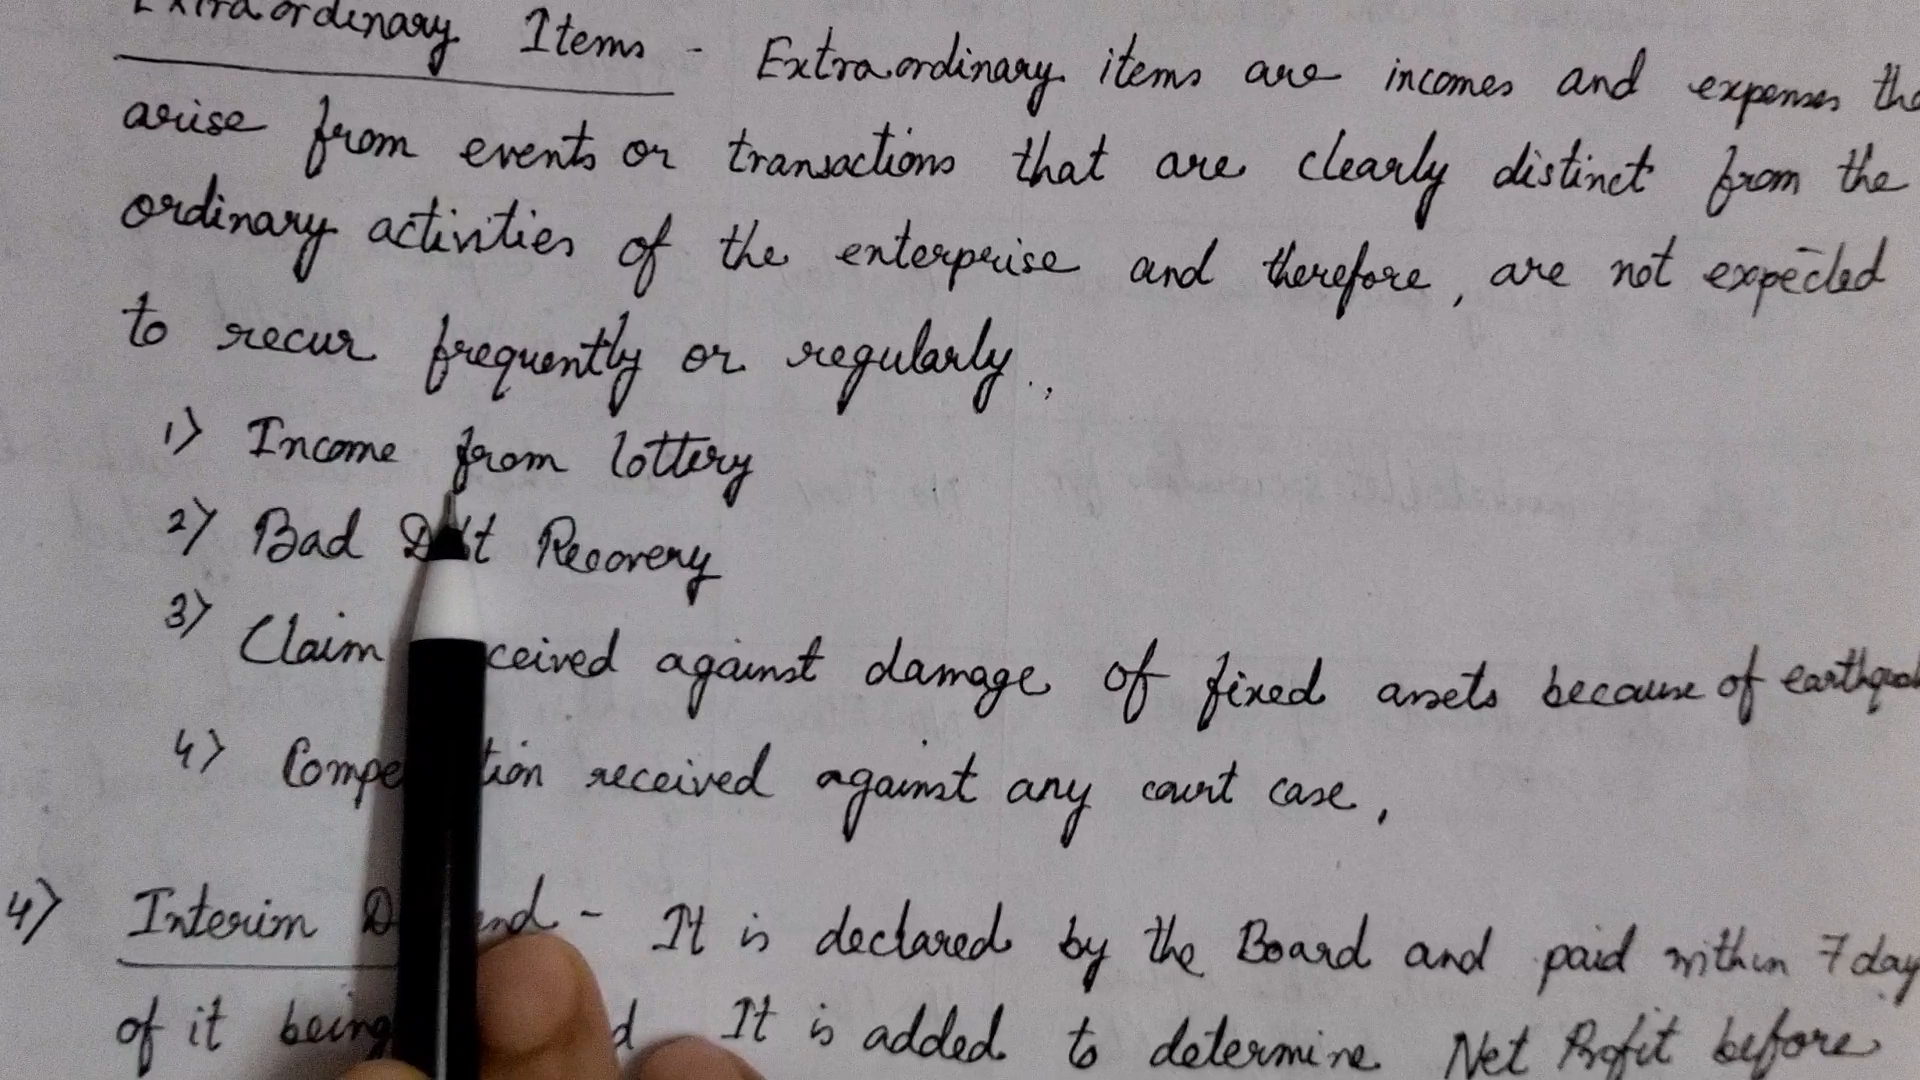 Extraordinary Items - Extraordinary items are incomes and expenses
arise from events or transactions that are clearly distinct from the
ordinary activities of the enterprise and therefore, are not expected
to recur frequently or regularly.,
1) Income from lottery
2) Bad Recovery
3) Claim against damage of fixed assets because of
4) received against any court case,
4) Interim - It is declared by the Board and paid within 7
of it being It is added to determine Net Profit before